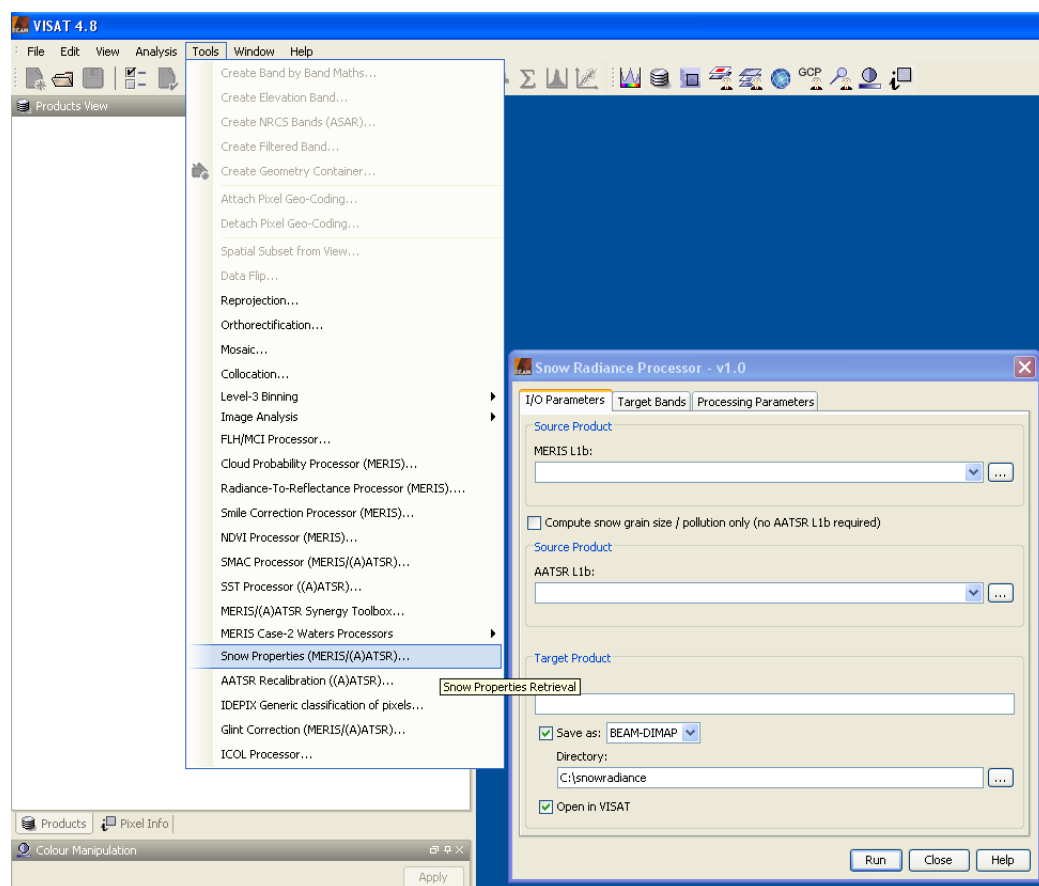 VISAT 4.8
File Edit View Analysis Tools Window Help
GCP
Products View
Create Band by Band Maths...
Create Elevation Band...
Create NRCS Bands (ASAR)...
Create Filtered Band...
Create Geometry Container...
Attach Pixel Geo-Coding...
Detach Pixel Geo-Coding...
Spatial Subset from View...
Data Flip...
Reprojection...
Orthorectification...
Mosaic...
Collocation...
Level-3 Binning
Image Analysis
FLH/MCI Processor...
Cloud Probability Processor (MERIS)...
Radiance-To-Reflectance Processor (MERIS)....
Smile Correction Processor (MERIS)...
NDVI Processor (MERIS)...
SMAC Processor (MERIS/(A)ATSR)...
SST Processor ((A)ATSR)...
MERIS/(A)ATSR Synergy Toolbox...
MERIS Case-2 Waters Processors
Snow Properties (MERIS/(A)ATSR)...
AATSR Recalibration ((A)ATSR)...
IDEPIX Generic classification of pixels...
Glint Correction (MERIS/(A)ATSR)...
ICOL Processor...
Snow Properties Retrieval
Products Pixel Info
Colour Manipulation
Apply
BEAM Snow Radiance Processor - v1.0
I/O Parameters Target Bands Processing Parameters
Source Product
MERIS L1b:
...
Compute snow grain size / pollution only (no AATSR L1b required)
Source Product
AATSR L1b:
...
Target Product
Save as: BEAM-DIMAP
Directory:
C:\snowradiance
...
Open in VISAT
Run Close Help